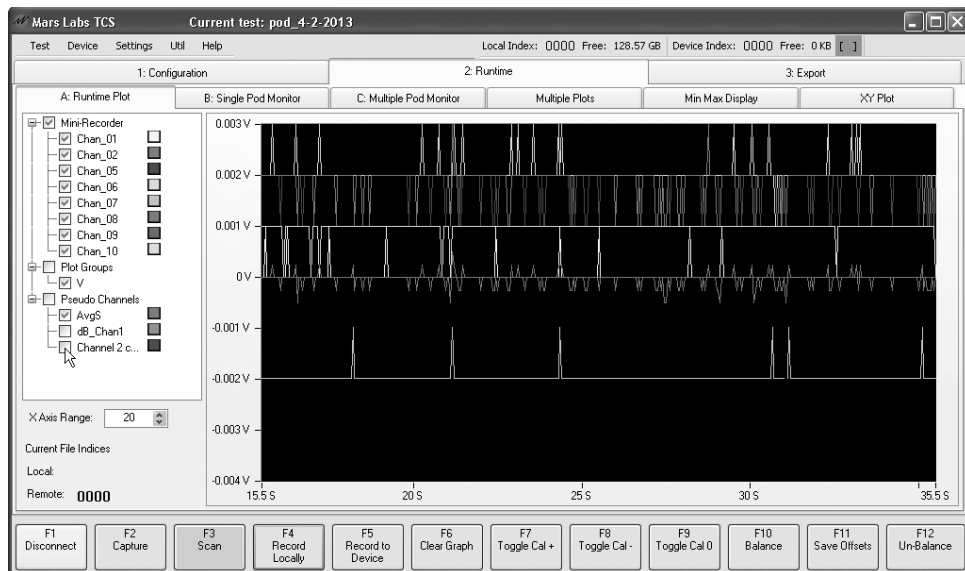 Mars Labs TCS Current test: pod_4-2-2013
Test Device Settings Util Help Local Index: 0000 Free: 128.57 GB Device Index: 0000 Free: 0 KB [ ]
1: Configuration 2: Runtime 3: Export
A: Runtime Plot B: Single Pod Monitor C: Multiple Pod Monitor Multiple Plots Min Max Display XY Plot
Mini-Recorder
Chan_01
Chan_02
Chan_05
Chan_06
Chan_07
Chan_08
Chan_09
Chan_10
Plot Groups
V
Pseudo Channels
AvgS
dB_Chan1
Channel 2 c...
X Axis Range: 20
Current File Indices
Local:
Remote: 0000
0.003 V
0.002 V
0.001 V
0 V
-0.001 V
-0.002 V
-0.003 V
-0.004 V
15.5 S 20 S 25 S 30 S 35.5 S
F1 Disconnect
F2 Capture
F3 Scan
F4 Record Locally
F5 Record to Device
F6 Clear Graph
F7 Toggle Cal +
F8 Toggle Cal -
F9 Toggle Cal 0
F10 Balance
F11 Save Offsets
F12 Un-Balance